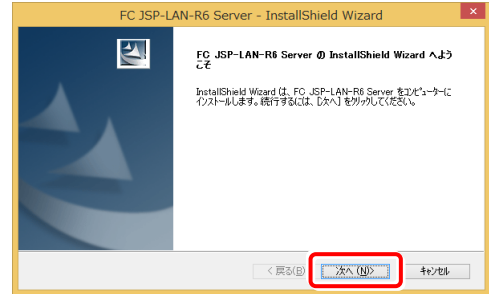 FC JSP-LAN-R6 Server - InstallShield Wizard
FC JSP-LAN-R6 Server の InstallShield Wizard へよう
こそ
InstallShield Wizard は、FC JSP-LAN-R6 Server をコンピューターに
インストールします。続行するには、[次へ] をクリックしてください。
< 戻る(B)
次へ (N)>
キャンセル